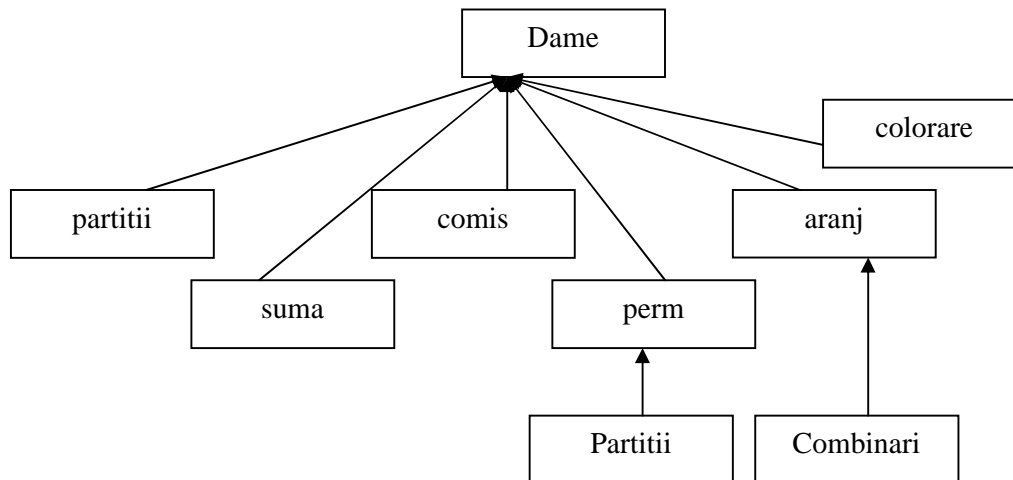 Dame
colorare
partitii
comis
aranj
suma
perm
Partitii
Combinari